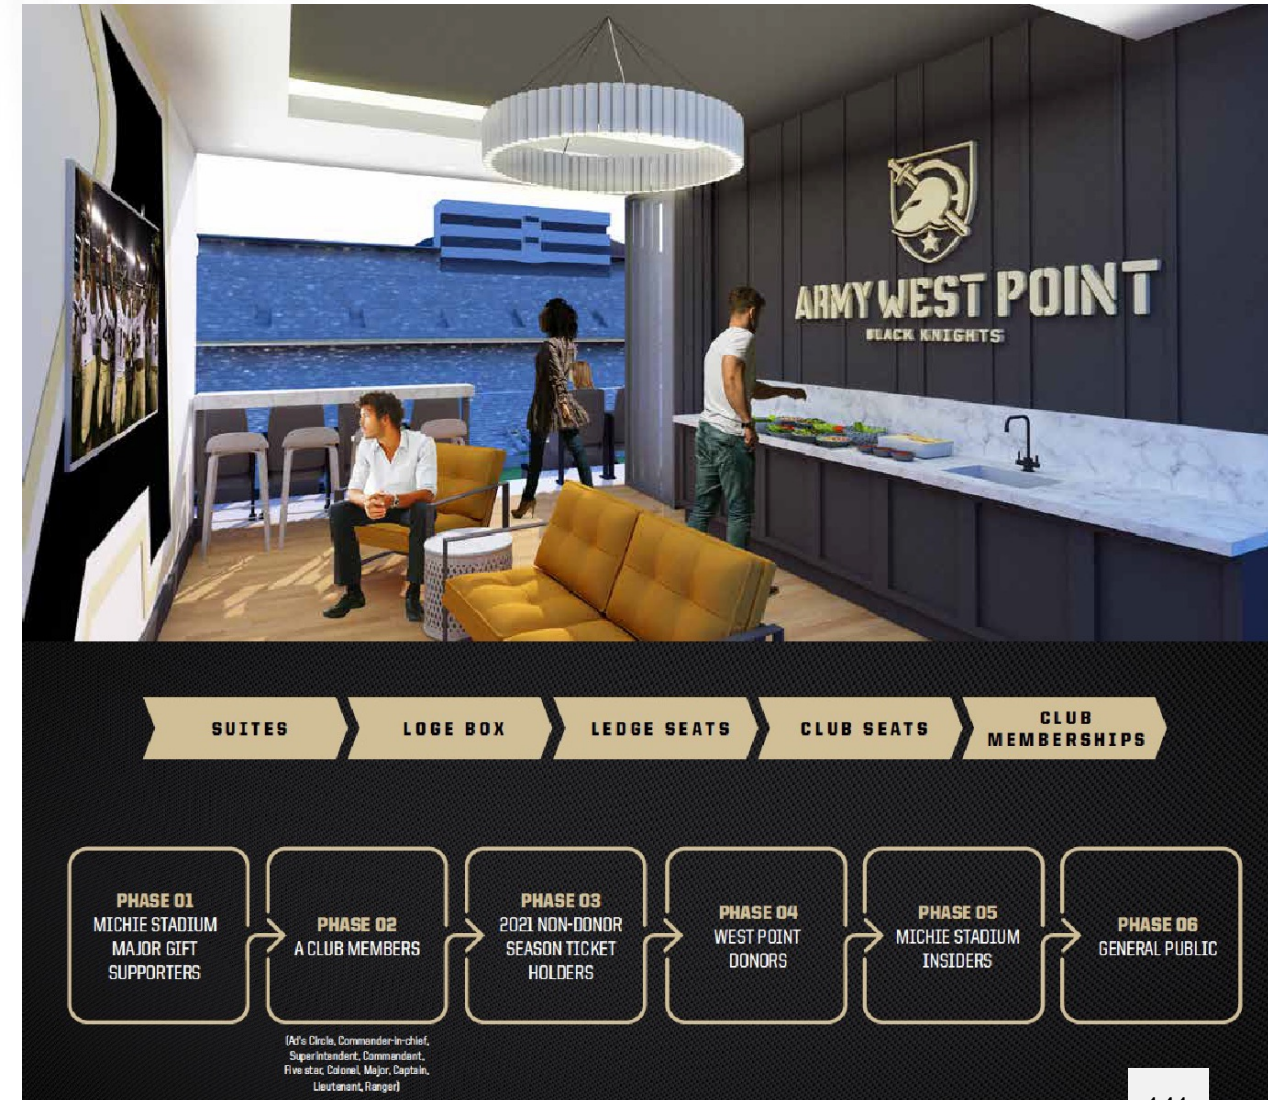 ARMY WEST POINT
BLACK KNIGHTS
SUITES
LOGE BOX
LEDGE SEATS
CLUB SEATS
CLUB
MEMBERSHIPS
PHASE 01
MICHIE STADIUM
MAJOR GIFT
SUPPORTERS
PHASE 02
A CLUB MEMBERS
PHASE 03
2021 NON-DONOR
SEASON TICKET
HOLDERS
PHASE 04
WEST POINT
DONORS
PHASE 05
MICHIE STADIUM
INSIDERS
PHASE 06
GENERAL PUBLIC
(Ad's Circle, Commander-in-chief,
Superintendent, Commandant,
Five star, Colonel, Major, Captain,
Lieutenant, Ranger)